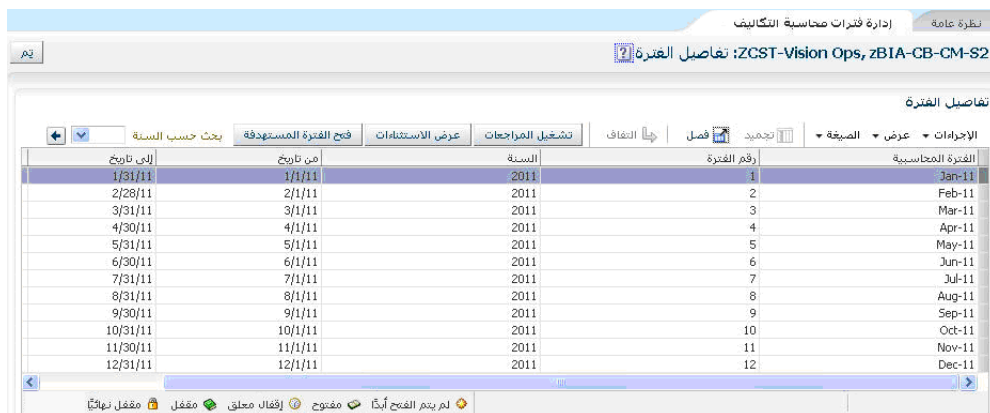 نظرة عامة إدارة فترات محاسبة التكاليف
ZCST-Vision Ops, zBIA-CB-CM-S2: تفاصيل الفترة ? تم
تفاصيل الفترة
الإجراءات عرض الصيغة تجميد فصل التفاف تشغيل المراجعات عرض الاستثناءات فتح الفترة المستهدفة بحث حسب السنة
الفترة المحاسبية رقم الفترة السنة من تاريخ إلى تاريخ
Jan-11 1 2011 1/1/11 1/31/11
Feb-11 2 2011 2/1/11 2/28/11
Mar-11 3 2011 3/1/11 3/31/11
Apr-11 4 2011 4/1/11 4/30/11
May-11 5 2011 5/1/11 5/31/11
Jun-11 6 2011 6/1/11 6/30/11
Jul-11 7 2011 7/1/11 7/31/11
Aug-11 8 2011 8/1/11 8/31/11
Sep-11 9 2011 9/1/11 9/30/11
Oct-11 10 2011 10/1/11 10/31/11
Nov-11 11 2011 11/1/11 11/30/11
Dec-11 12 2011 12/1/11 12/31/11
لم يتم الفتح أبدًا مفتوح إقفال معلق مقفل مقفل نهائيًا